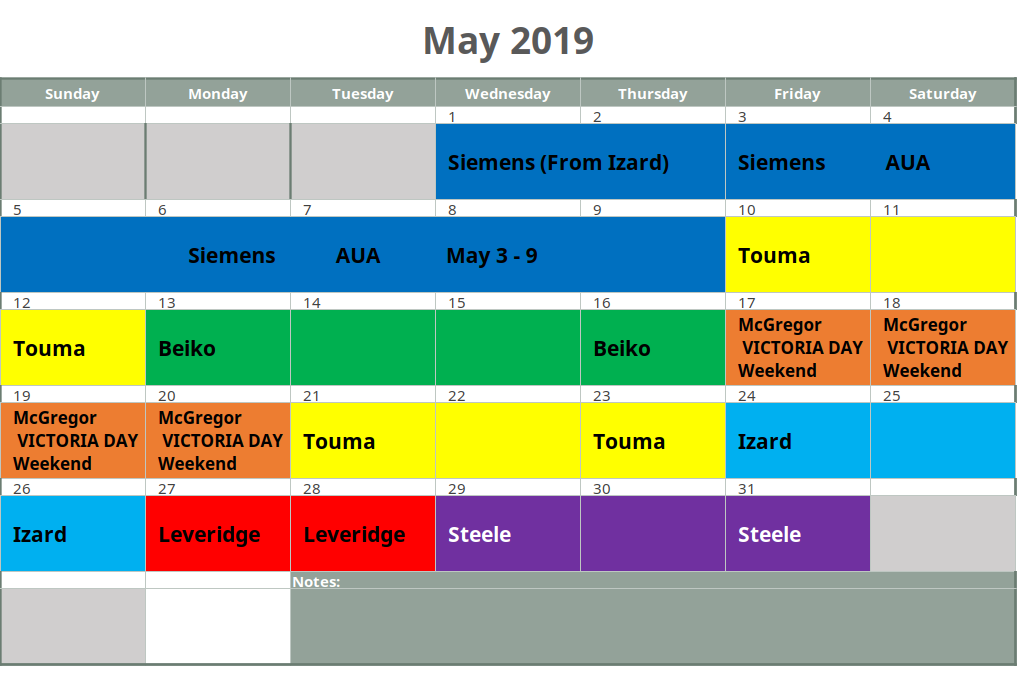 May 2019
Sunday Monday Tuesday Wednesday Thursday Friday Saturday
1 2 3 4
Siemens (From Izard) Siemens AUA
5 6 7 8 9 10 11
Siemens AUA May 3 - 9 Touma
12 13 14 15 16 17 18
Touma Beiko Beiko McGregor VICTORIA DAY Weekend McGregor VICTORIA DAY Weekend
19 20 21 22 23 24 25
McGregor VICTORIA DAY Weekend McGregor VICTORIA DAY Weekend Touma Touma Izard
26 27 28 29 30 31
Izard Leveridge Leveridge Steele Steele
Notes: